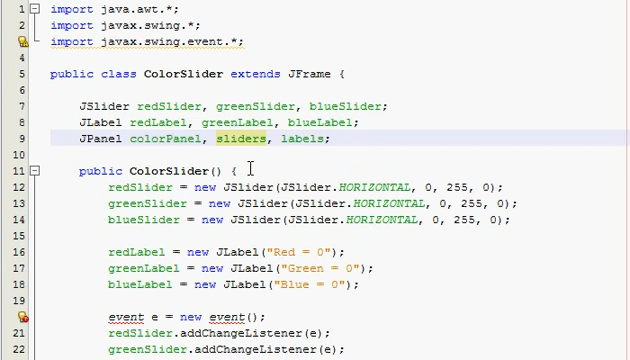 1 import java.awt.*;
2 import javax.swing.*;
import javax.swing.event.*;
4
5 public class ColorSlider extends JFrame {
6
7 JSlider redSlider, greenSlider, blueSlider;
8 JLabel redLabel, greenLabel, blueLabel;
9 JPanel colorPanel, sliders, labels;
10
11 public ColorSlider() {
12 redSlider = new JSlider(JSlider.HORIZONTAL, 0, 255, 0);
13 greenSlider = new JSlider(JSlider.HORIZONTAL, 0, 255, 0);
14 blueSlider = new JSlider(JSlider.HORIZONTAL, 0, 255, 0);
15
16 redLabel = new JLabel("Red = 0");
17 greenLabel = new JLabel("Green = 0");
18 blueLabel = new JLabel("Blue = 0");
19
event e = new event();
21 redSlider.addChangeListener(e);
22 greenSlider.addChangeListener(e);